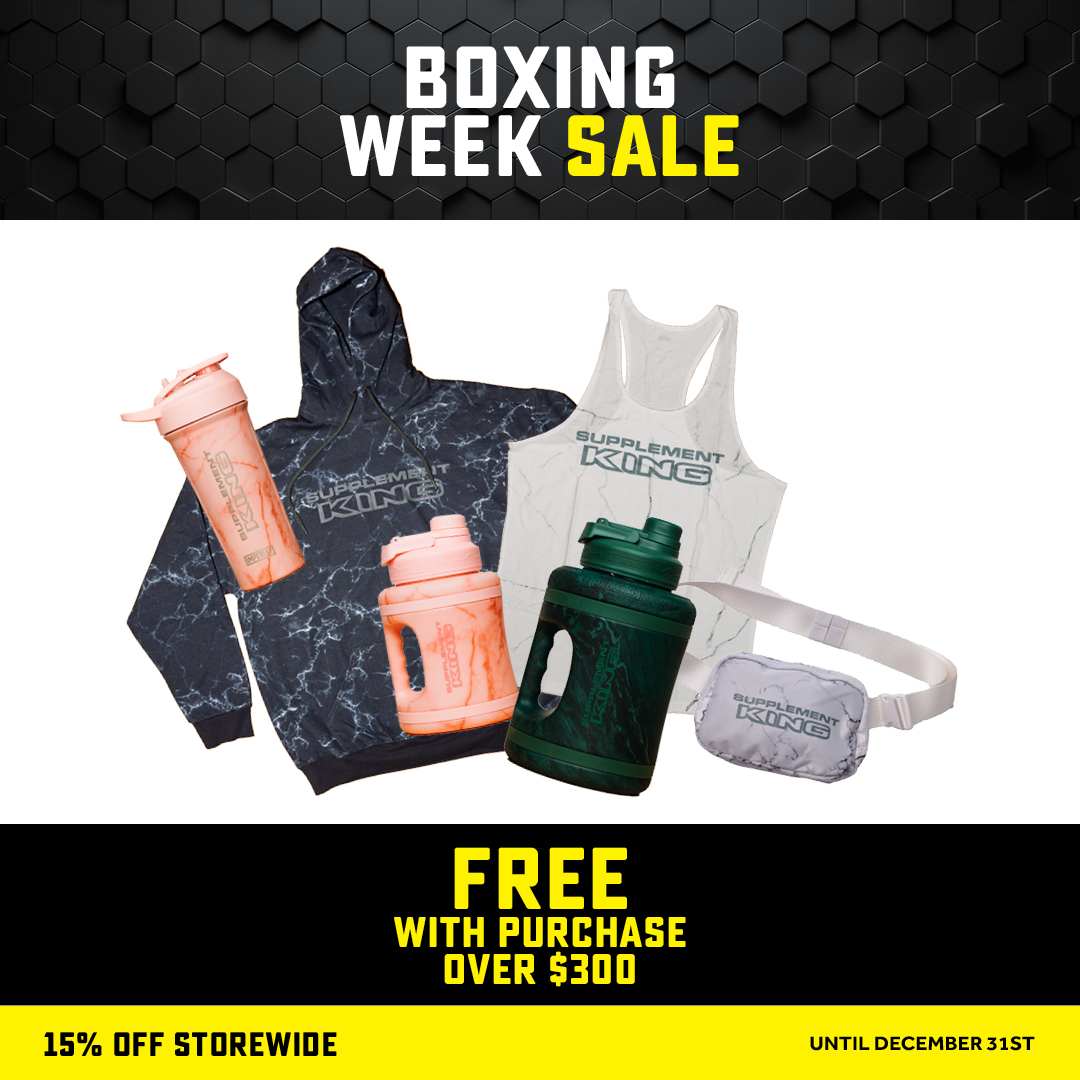 BOXING
WEEK SALE
SUPPLEMENT
KING
SUPPLEMENT
KING
SUPPLEMENT
KING
SUPPLEMENT
KING
SUPPLEMENT
KING
SUPPLEMENT
KING
FREE
WITH PURCHASE
OVER $300
15% OFF STOREWIDE
UNTIL DECEMBER 31ST